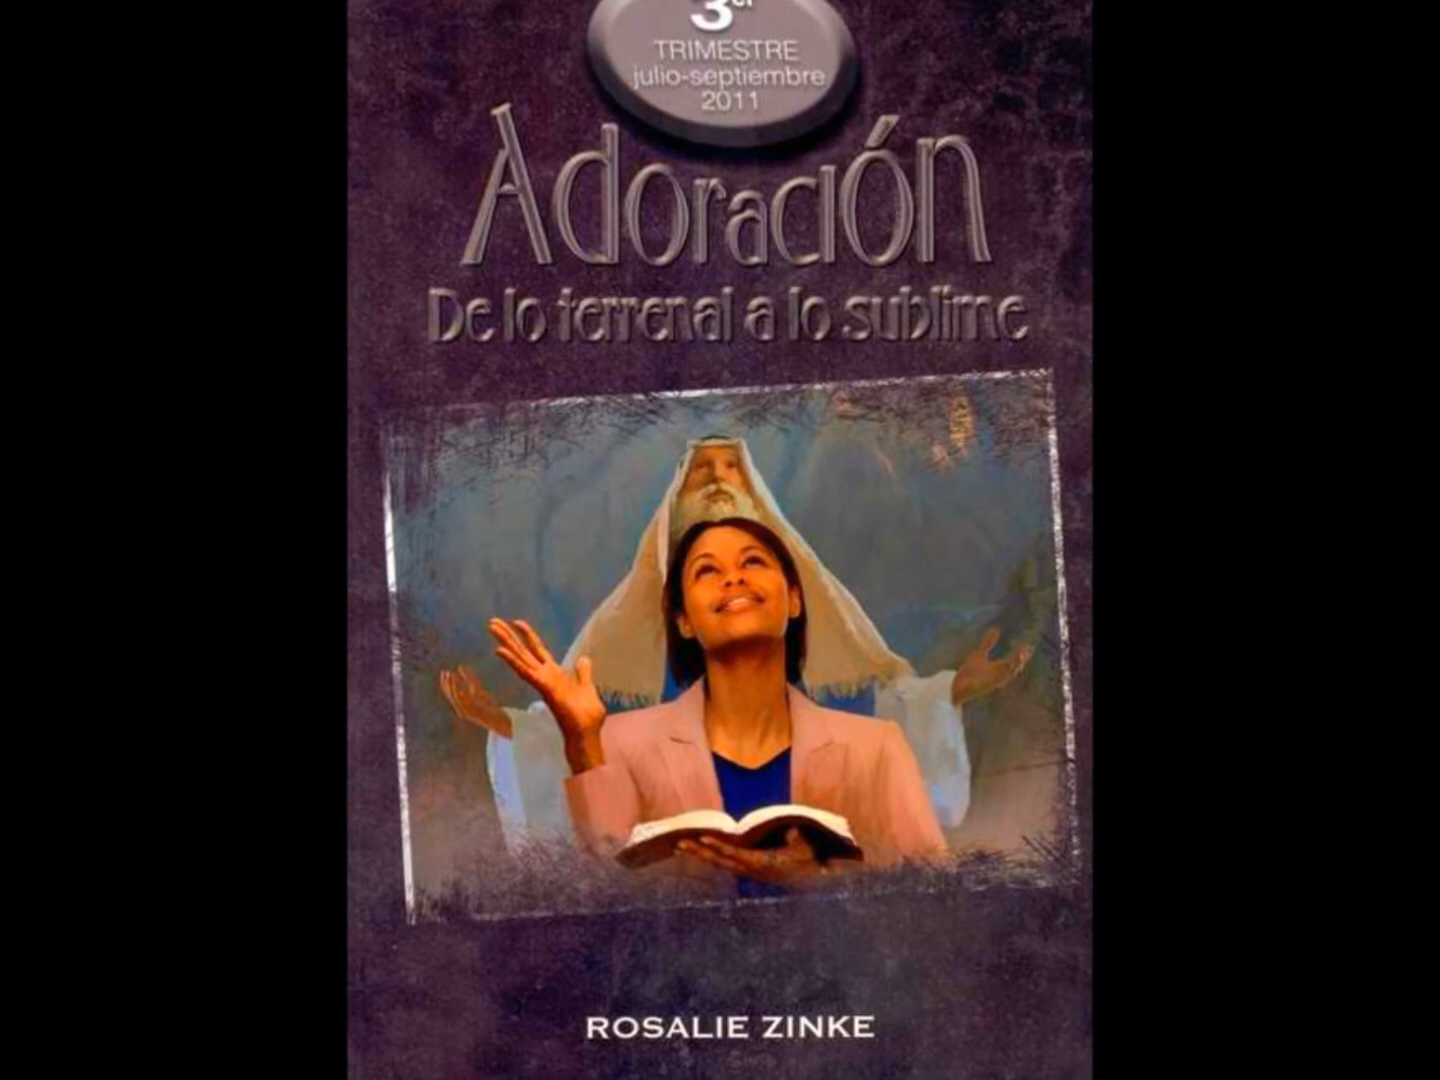 3er
TRIMESTRE
julio-septiembre
2011
Adoración
De lo terrenal a lo sublime
ROSALIE ZINKE